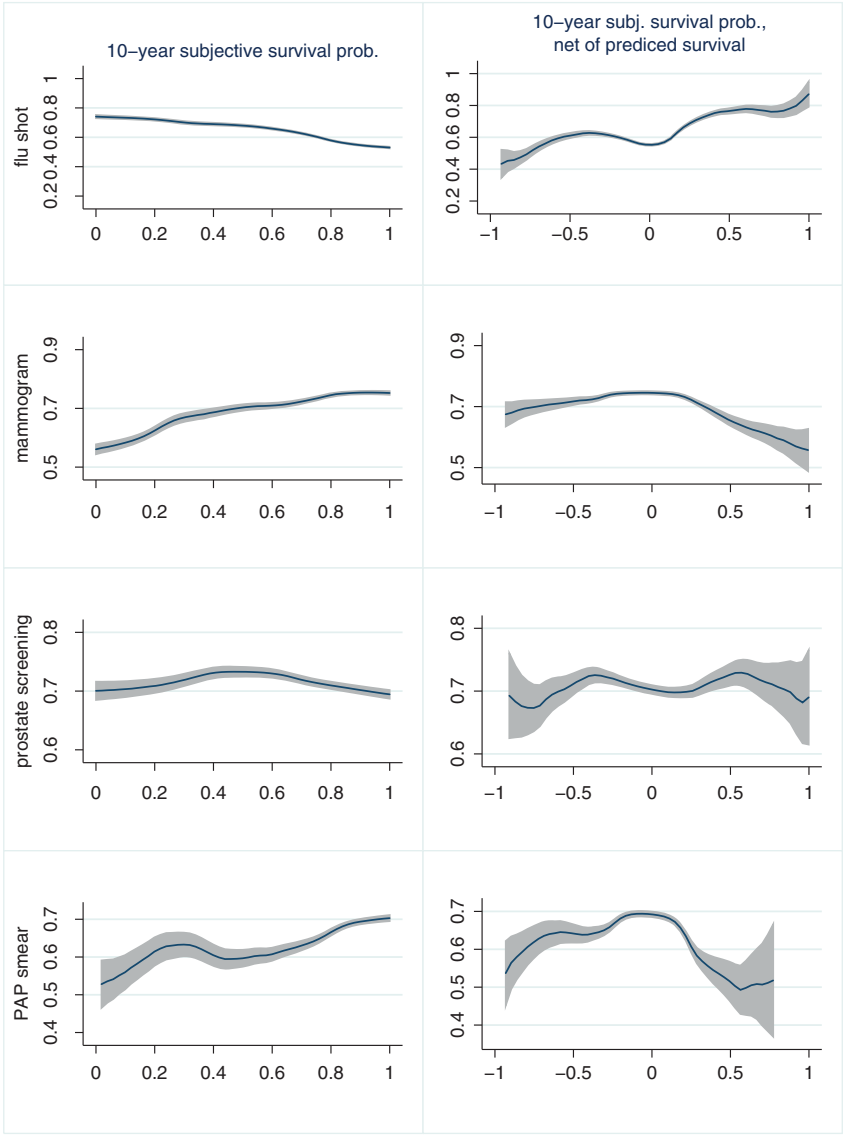 10−year subjective survival prob.
flu shot
0.2 0.4 0.6 0.8 1
0 0.2 0.4 0.6 0.8 1
10−year subj. survival prob.,
net of prediced survival
0.2 0.4 0.6 0.8 1
−1 −0.5 0 0.5 1
mammogram
0.5 0.7 0.9
0 0.2 0.4 0.6 0.8 1
0.5 0.7 0.9
−1 −0.5 0 0.5 1
prostate screening
0.6 0.7 0.8
0 0.2 0.4 0.6 0.8 1
0.6 0.7 0.8
−1 −0.5 0 0.5 1
PAP smear
0.4 0.5 0.6 0.7
0 0.2 0.4 0.6 0.8 1
0.4 0.5 0.6 0.7
−1 −0.5 0 0.5 1